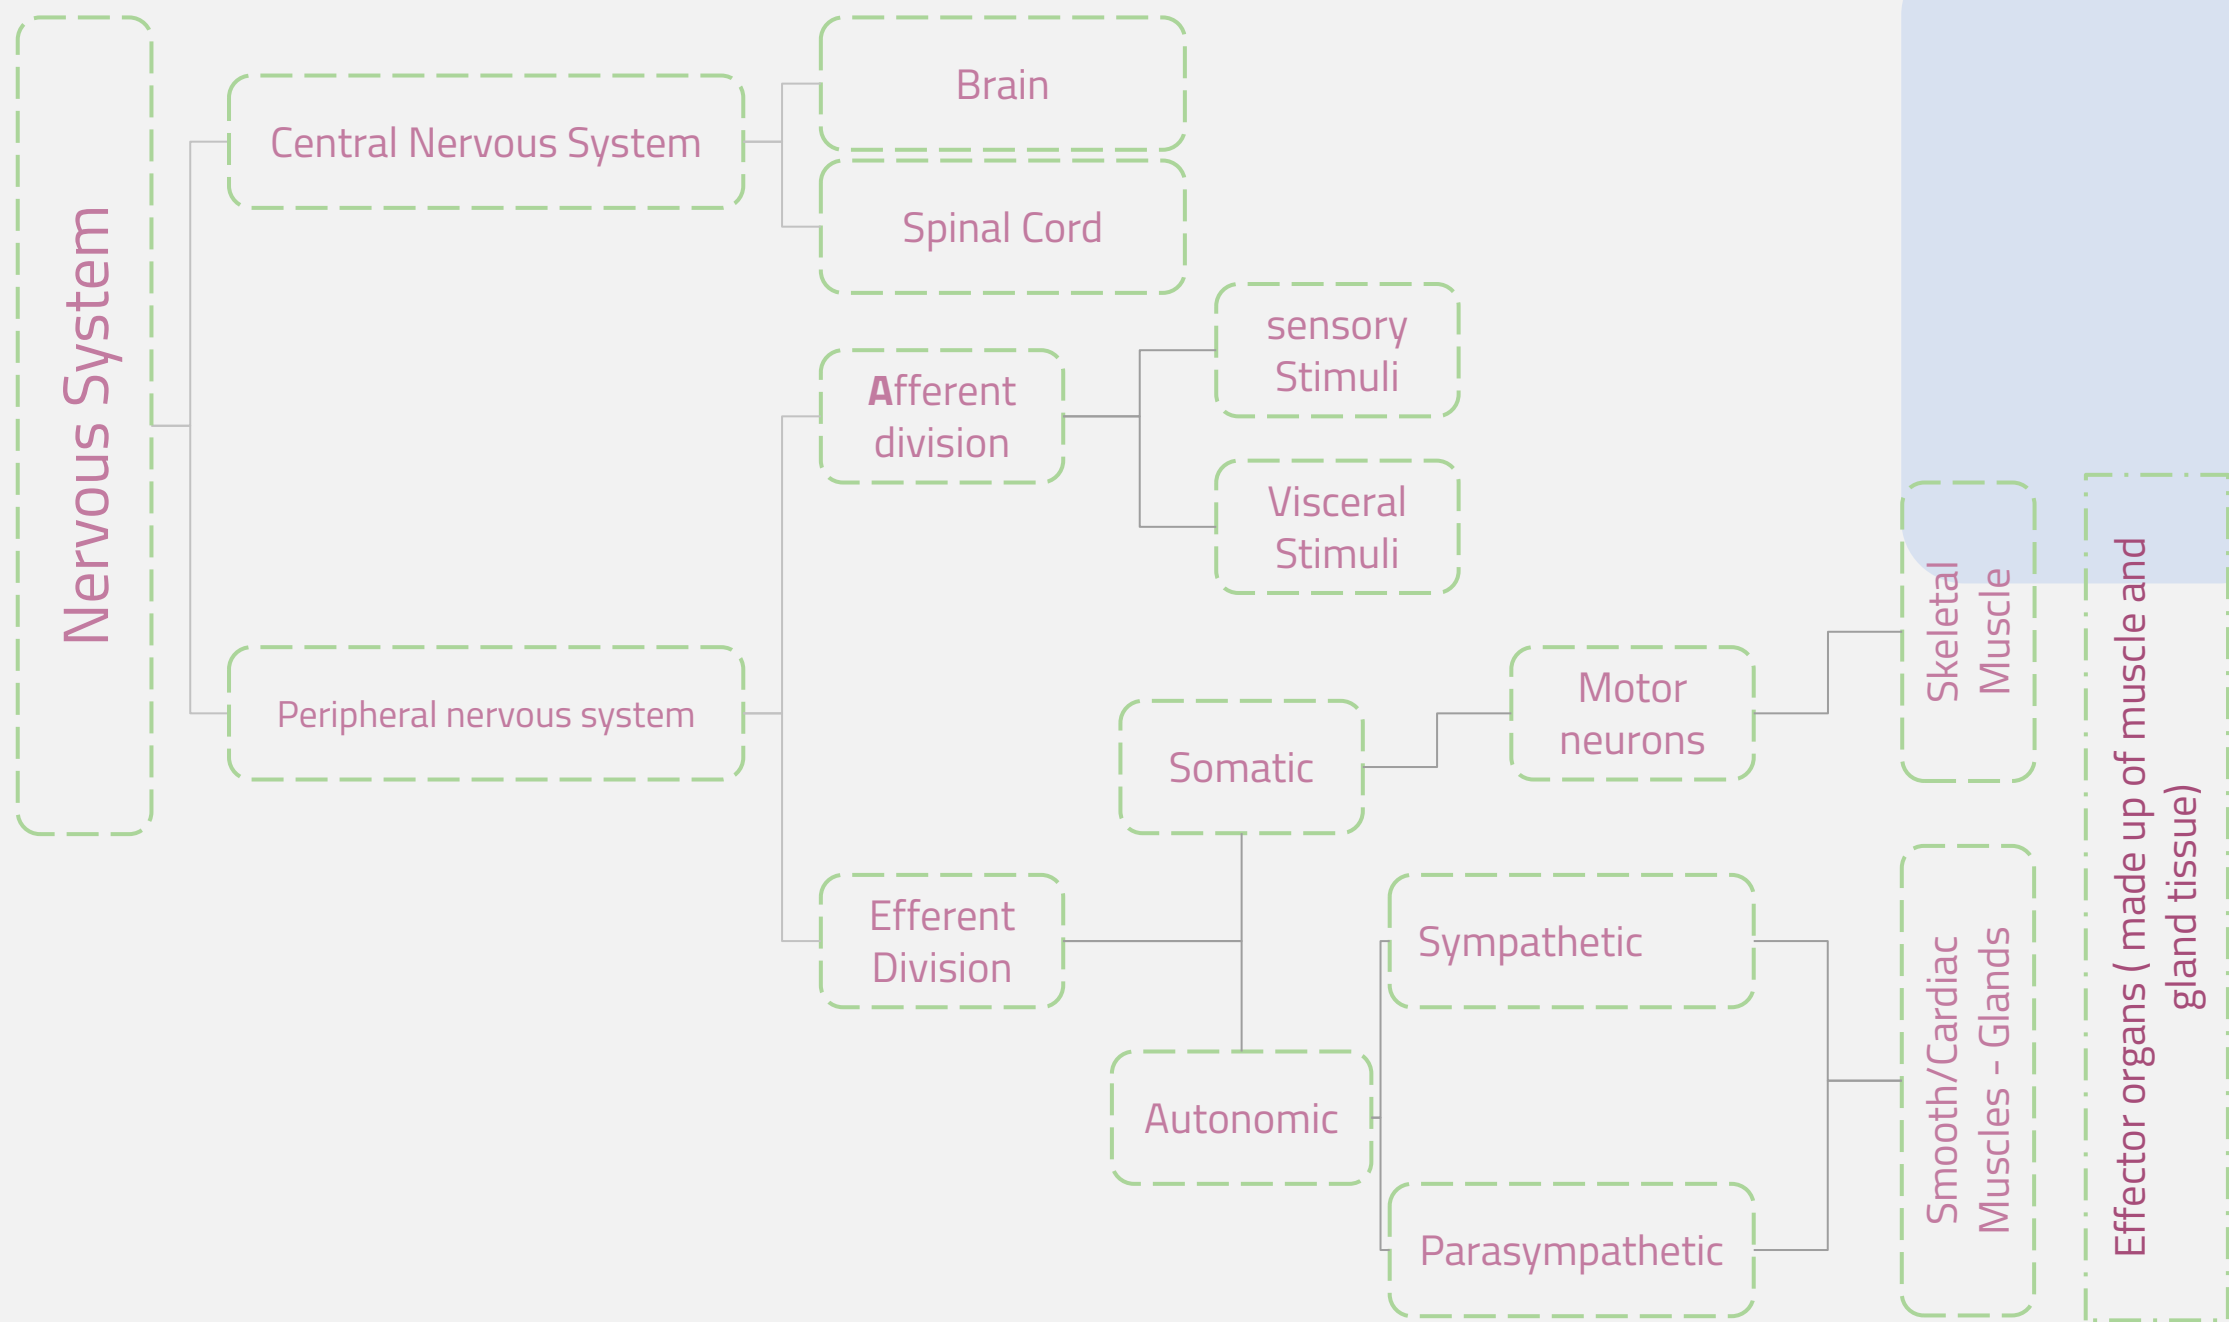 Nervous System
Central Nervous System
Brain
Spinal Cord
Peripheral nervous system
Afferent
division
sensory
Stimuli
Visceral
Stimuli
Efferent
Division
Somatic
Motor
neurons
Skeletal
Muscle
Autonomic
Sympathetic
Parasympathetic
Smooth/Cardiac
Muscles - Glands
Effector organs ( made up of muscle and
gland tissue)